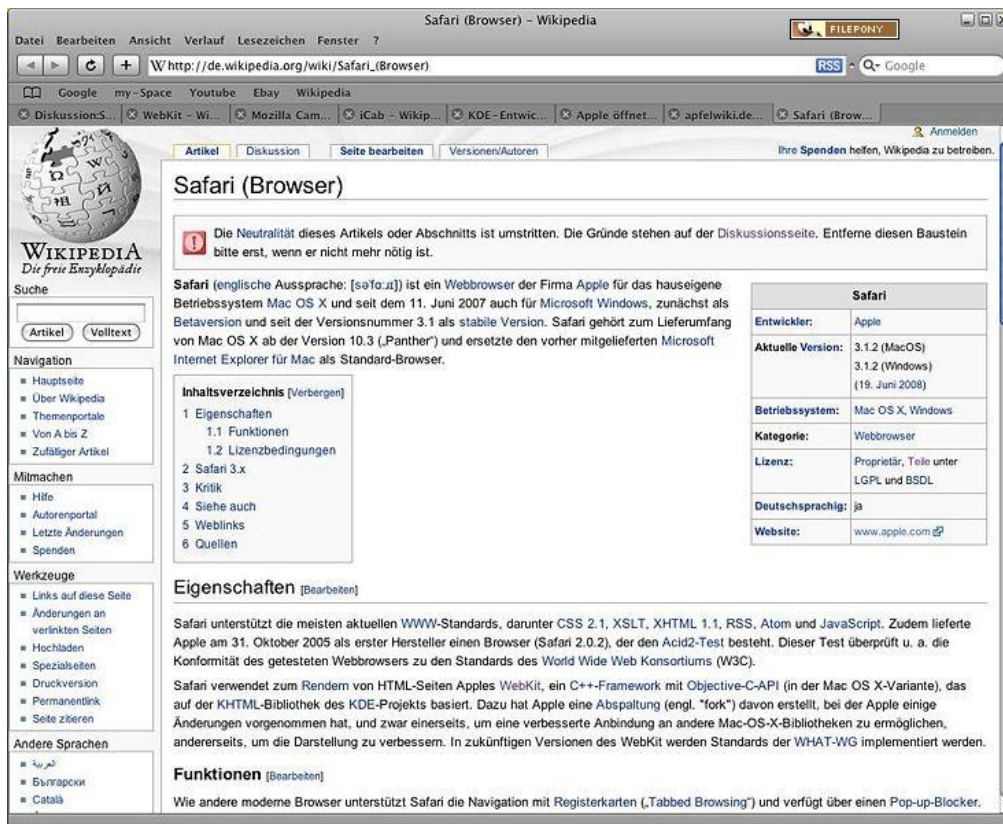 Safari (Browser) – Wikipedia
FILEPONY
Datei Bearbeiten Ansicht Verlauf Lesezeichen Fenster ?
W http://de.wikipedia.org/wiki/Safari_(Browser)
RSS
Google
Google my-Space Youtube Ebay Wikipedia
Diskussion:S... WebKit – Wi... Mozilla Cam... iCab – Wikip... KDE-Entwic... Apple öffnet... apfelwiki.de... Safari (Brow...
Anmelden
Artikel Diskussion Seite bearbeiten Versionen/Autoren
Ihre Spenden helfen, Wikipedia zu betreiben.
WIKIPEDIA
Die freie Enzyklopädie
Suche
Artikel Volltext
Navigation
Hauptseite
Über Wikipedia
Themenportale
Von A bis Z
Zufälliger Artikel
Mitmachen
Hilfe
Autorenportal
Letzte Änderungen
Spenden
Werkzeuge
Links auf diese Seite
Änderungen an
verlinkten Seiten
Hochladen
Spezialseiten
Druckversion
Permanentlink
Seite zitieren
Andere Sprachen
العربية
Български
Català
Safari (Browser)
Die Neutralität dieses Artikels oder Abschnitts ist umstritten. Die Gründe stehen auf der Diskussionsseite. Entferne diesen Baustein
bitte erst, wenn er nicht mehr nötig ist.
Safari (englische Aussprache: [səˈfɑːɹɪ]) ist ein Webbrowser der Firma Apple für das hauseigene
Betriebssystem Mac OS X und seit dem 11. Juni 2007 auch für Microsoft Windows, zunächst als
Betaversion und seit der Versionsnummer 3.1 als stabile Version. Safari gehört zum Lieferumfang
von Mac OS X ab der Version 10.3 („Panther“) und ersetzte den vorher mitgelieferten Microsoft
Internet Explorer für Mac als Standard-Browser.
Safari
Entwickler: Apple
Aktuelle Version: 3.1.2 (MacOS)
3.1.2 (Windows)
(19. Juni 2008)
Betriebssystem: Mac OS X, Windows
Kategorie: Webbrowser
Lizenz: Proprietär, Teile unter
LGPL und BSDL
Deutschsprachig: ja
Website: www.apple.com
Inhaltsverzeichnis [Verbergen]
1 Eigenschaften
1.1 Funktionen
1.2 Lizenzbedingungen
2 Safari 3.x
3 Kritik
4 Siehe auch
5 Weblinks
6 Quellen
Eigenschaften [Bearbeiten]
Safari unterstützt die meisten aktuellen WWW-Standards, darunter CSS 2.1, XSLT, XHTML 1.1, RSS, Atom und JavaScript. Zudem lieferte
Apple am 31. Oktober 2005 als erster Hersteller einen Browser (Safari 2.0.2), der den Acid2-Test besteht. Dieser Test überprüft u. a. die
Konformität des getesteten Webbrowsers zu den Standards des World Wide Web Konsortiums (W3C).
Safari verwendet zum Rendern von HTML-Seiten Apples WebKit, ein C++-Framework mit Objective-C-API (in der Mac OS X-Variante), das
auf der KHTML-Bibliothek des KDE-Projekts basiert. Dazu hat Apple eine Abspaltung (engl. "fork") davon erstellt, bei der Apple einige
Änderungen vorgenommen hat, und zwar einerseits, um eine verbesserte Anbindung an andere Mac-OS-X-Bibliotheken zu ermöglichen,
andererseits, um die Darstellung zu verbessern. In zukünftigen Versionen des WebKit werden Standards der WHAT-WG implementiert werden.
Funktionen [Bearbeiten]
Wie andere moderne Browser unterstützt Safari die Navigation mit Registerkarten („Tabbed Browsing“) und verfügt über einen Pop-up-Blocker.